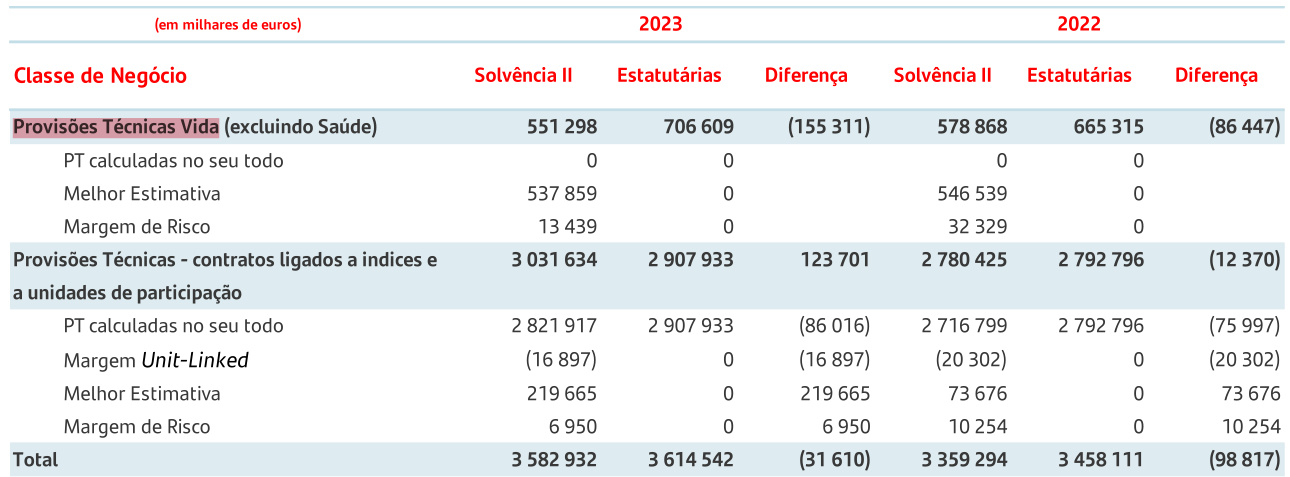 (em milhares de euros) 2023 2022
Classe de Negócio Solvência II Estatutárias Diferença Solvência II Estatutárias Diferença
Provisões Técnicas Vida (excluindo Saúde) 551 298 706 609 (155 311) 578 868 665 315 (86 447)
PT calculadas no seu todo 0 0 0 0
Melhor Estimativa 537 859 0 546 539 0
Margem de Risco 13 439 0 32 329 0
Provisões Técnicas - contratos ligados a indices e 3 031 634 2 907 933 123 701 2 780 425 2 792 796 (12 370)
a unidades de participação
PT calculadas no seu todo 2 821 917 2 907 933 (86 016) 2 716 799 2 792 796 (75 997)
Margem Unit-Linked (16 897) 0 (16 897) (20 302) 0 (20 302)
Melhor Estimativa 219 665 0 219 665 73 676 0 73 676
Margem de Risco 6 950 0 6 950 10 254 0 10 254
Total 3 582 932 3 614 542 (31 610) 3 359 294 3 458 111 (98 817)